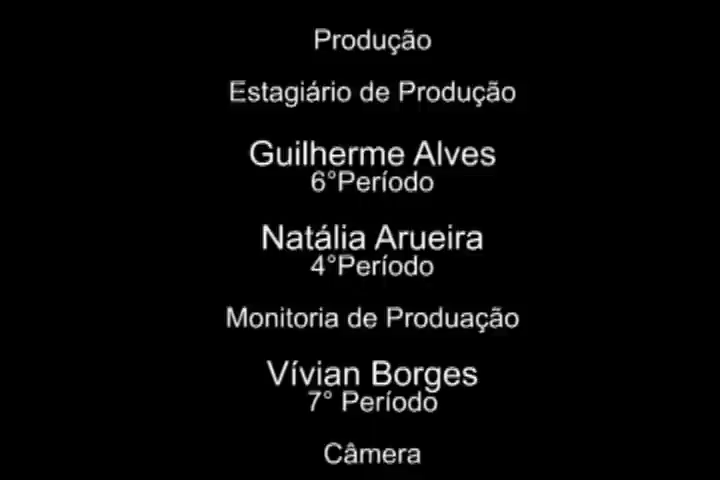 Produção
Estagiário de Produção
Guilherme Alves
6°Período
Natália Arueira
4°Período
Monitoria de Produação
Vívian Borges
7° Período
Câmera